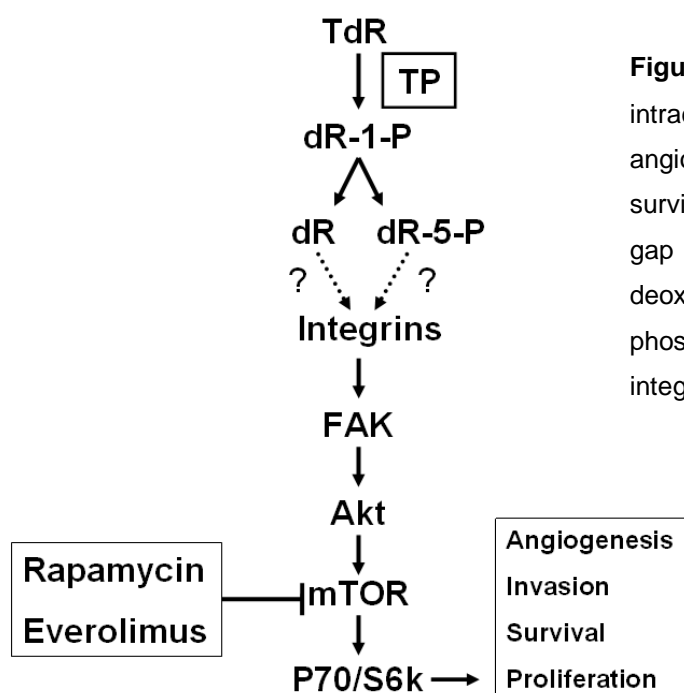 TdR
TP
dR-1-P
dR dR-5-P
? ?
Integrins
FAK
Akt
mTOR
P70/S6k
Rapamycin
Everolimus
Angiogenesis
Invasion
Survival
Proliferation
Figu
intra
angio
survi
gap
deox
phos
integ